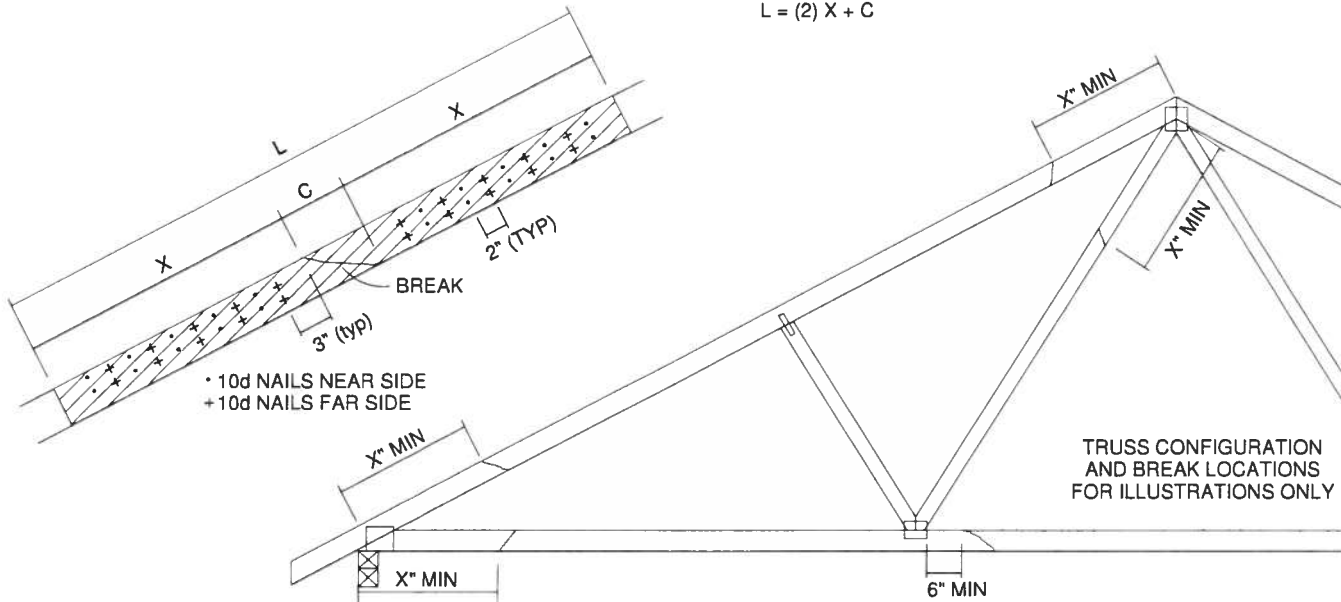 L = (2) X + C
X" MIN
X
L
C
X
2" (TYP)
BREAK
3" (typ)
• 10d NAILS NEAR SIDE
+ 10d NAILS FAR SIDE
X" MIN
X" MIN
TRUSS CONFIGURATION
AND BREAK LOCATIONS
FOR ILLUSTRATIONS ONLY
X" MIN
6" MIN